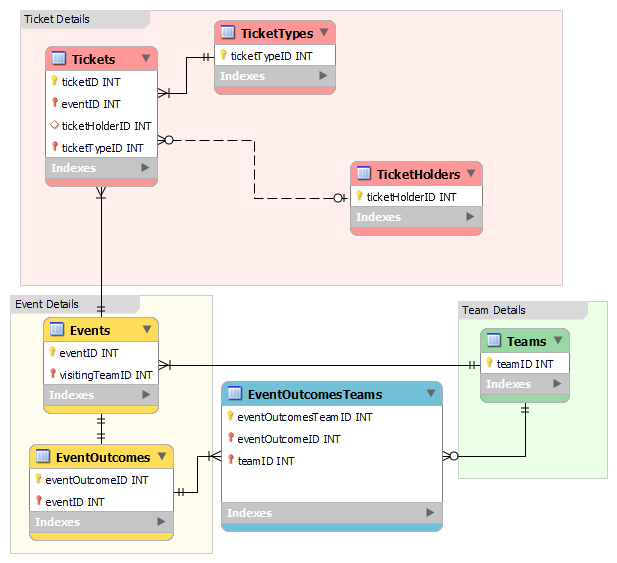 Ticket Details
TicketTypes
ticketTypeID INT
Indexes
Tickets
ticketID INT
eventID INT
ticketHolderID INT
ticketTypeID INT
Indexes
TicketHolders
ticketHolderID INT
Indexes
Event Details
Events
eventID INT
visitingTeamID INT
Indexes
Team Details
Teams
teamID INT
Indexes
EventOutcomesTeams
eventOutcomesTeamID INT
eventOutcomeID INT
teamID INT
Indexes
EventOutcomes
eventOutcomeID INT
eventID INT
Indexes